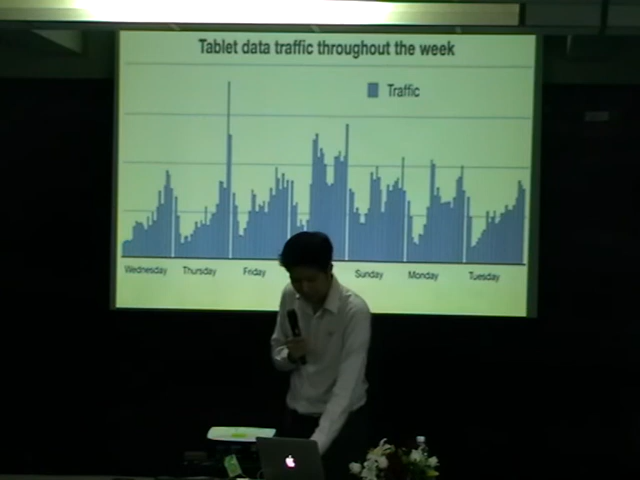 Tablet data traffic throughout the week
Traffic
Wednesday Thursday Friday Sunday Monday Tuesday